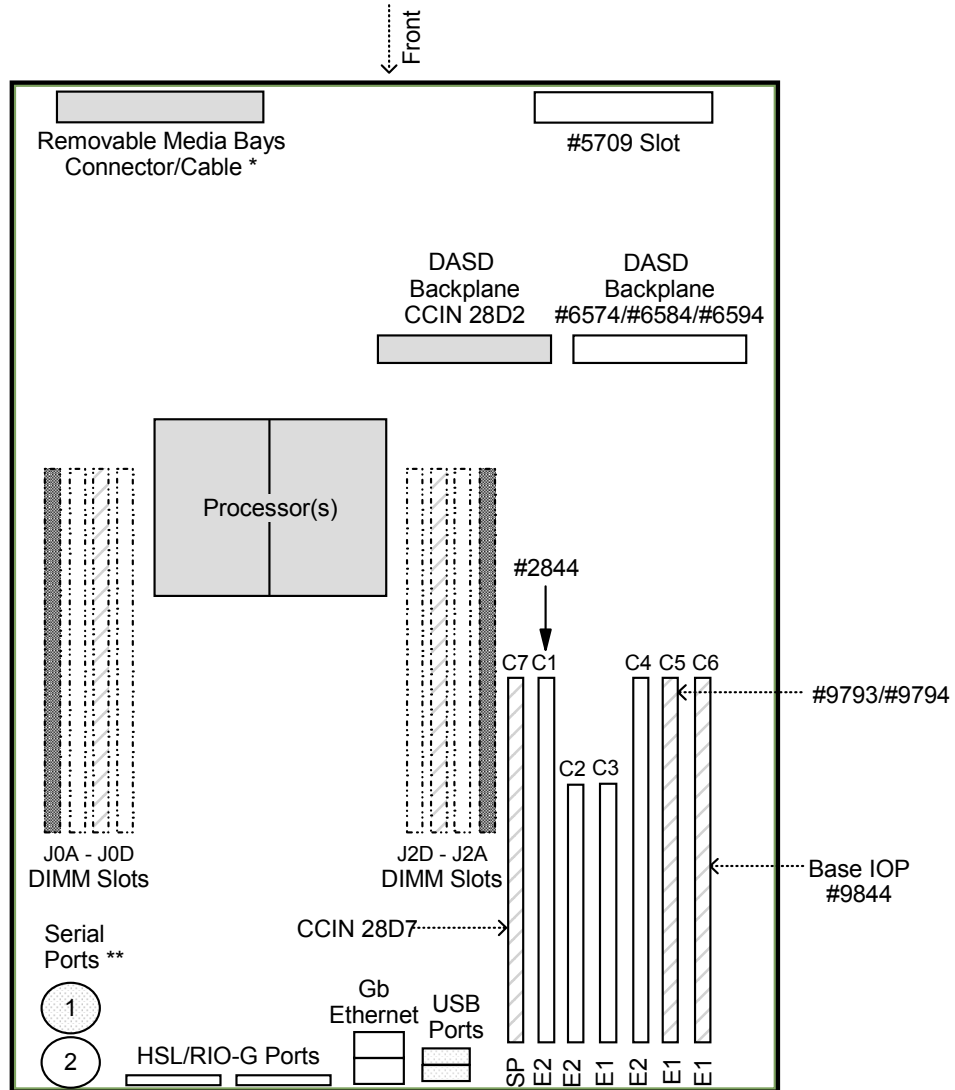 Front
Removable Media Bays
Connector/Cable *
#5709 Slot
DASD
Backplane
CCIN 28D2
DASD
Backplane
#6574/#6584/#6594
Processor(s)
#2844
C7 C1
C4 C5 C6
#9793/#9794
C2 C3
J0A - J0D
DIMM Slots
J2D - J2A
DIMM Slots
Base IOP
#9844
CCIN 28D7
Serial
Ports **
1
2
HSL/RIO-G Ports
Gb
Ethernet
USB
Ports
SP
E2
E2
E1
E2
E1
E1